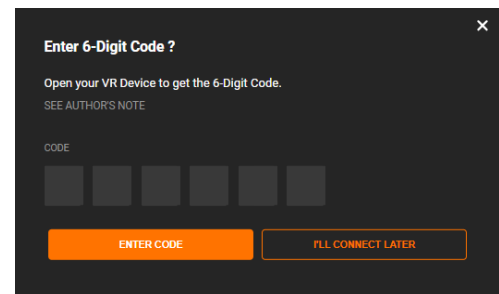 Enter 6-Digit Code ?
Open your VR Device to get the 6-Digit Code.
SEE AUTHOR'S NOTE
CODE
ENTER CODE
I'LL CONNECT LATER